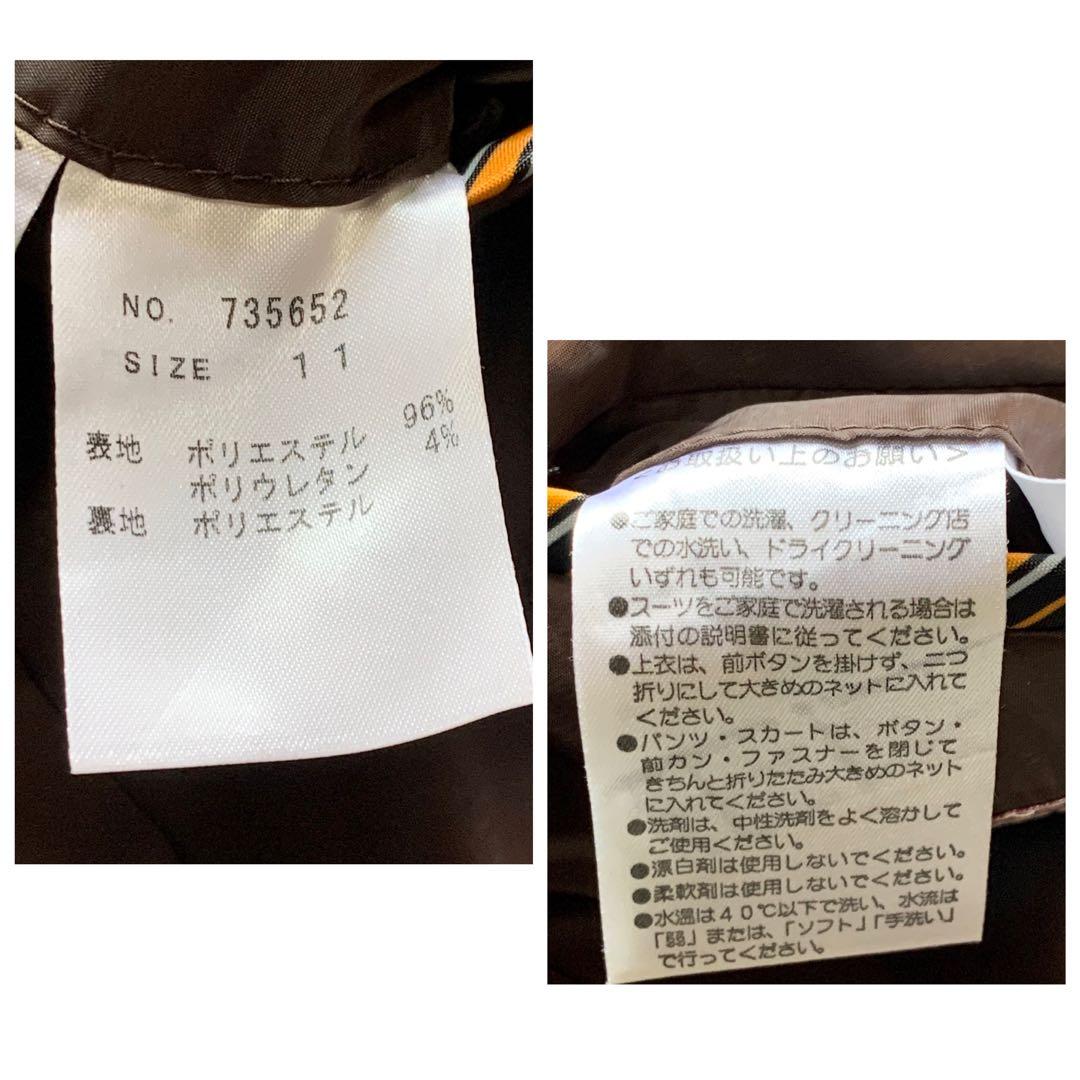 NO. 735652
SIZE 11
表地 ポリエステル 96%
ポリウレタン 4%
裏地 ポリエステル
お取扱い上のお願い>
●ご家庭での洗濯、クリーニング店
での水洗い、ドライクリーニング
いずれも可能です。
●スーツをご家庭で洗濯される場合は
添付の説明書に従ってください。
●上衣は、前ボタンを掛けず、二つ
折りにして大きめのネットに入れて
ください。
●パンツ・スカートは、ボタン・
前カン・ファスナーを閉じて
きちんと折りたたみ大きめのネット
に入れてください。
●洗剤は、中性洗剤をよく溶かして
ご使用ください。
●漂白剤は使用しないでください。
●柔軟剤は使用しないでください。
●水温は40℃以下で洗い、水流は
「弱」または、「ソフト」「手洗い」
で行ってください。